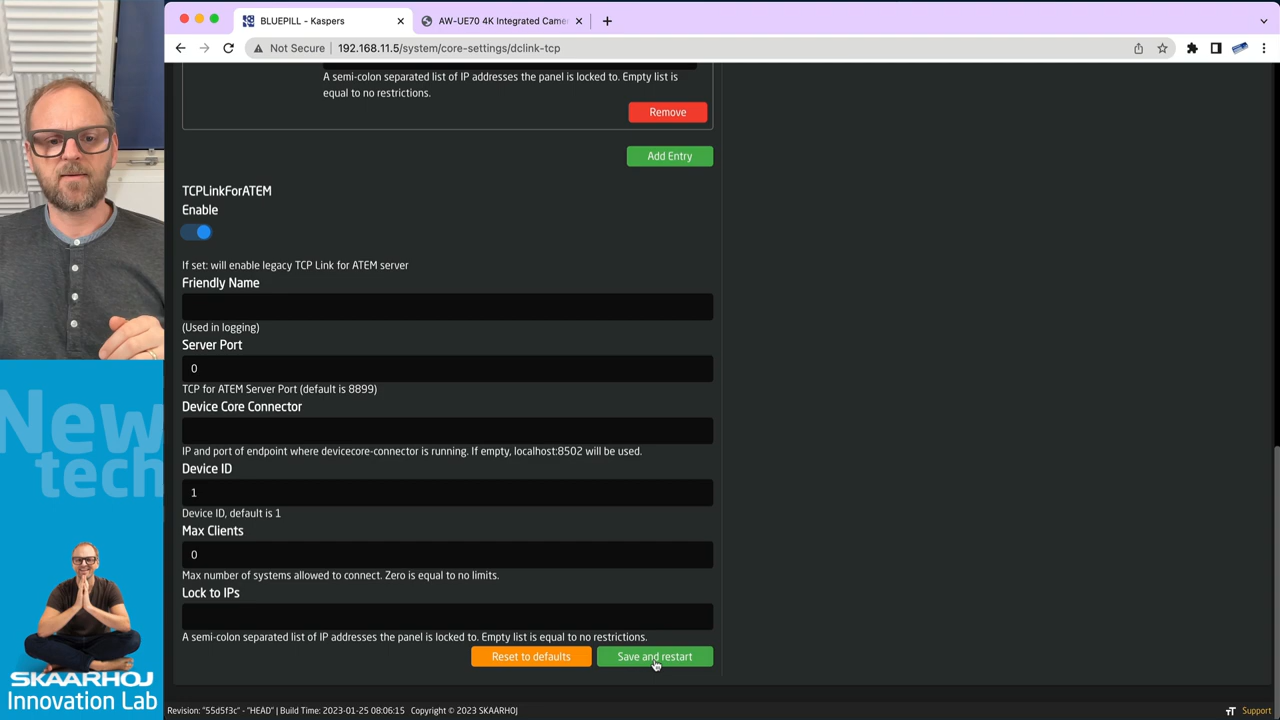 BLUEPILL - Kaspers
AW-UE70 4K Integrated Camer
Not Secure
192.168.11.5/system/core-settings/dclink-tcp
A semi-colon separated list of IP addresses the panel is locked to. Empty list is
equal to no restrictions.
Remove
Add Entry
TCPLinkForATEM
Enable
If set: will enable legacy TCP Link for ATEM server
Friendly Name
(Used in logging)
Server Port
0
TCP for ATEM Server Port (default is 8899)
Device Core Connector
IP and port of endpoint where devicecore-connector is running. If empty, localhost:8502 will be used.
Device ID
1
Device ID, default is 1
Max Clients
0
Max number of systems allowed to connect. Zero is equal to no limits.
Lock to IPs
A semi-colon separated list of IP addresses the panel is locked to. Empty list is equal to no restrictions.
Reset to defaults
Save and restart
Revision: "55d5f3c" - "HEAD" | Build Time: 2023-01-25 08:06:15 Copyright © 2023 SKAARHOJ
Support
New
tech
SKAARHOJ
Innovation Lab